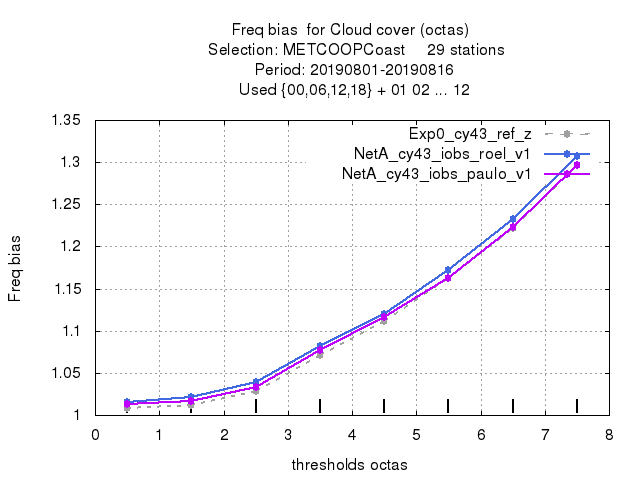 Freq bias  for Cloud cover (octas)
Selection: METCOOPCoast     29 stations
Period: 20190801-20190816
Used {00,06,12,18} + 01 02 ... 12
Exp0_cy43_ref_z
NetA_cy43_iobs_roel_v1
NetA_cy43_iobs_paulo_v1
1.35
1.3
1.25
1.2
1.15
1.1
1.05
1
Freq bias
0 1 2 3 4 5 6 7 8
thresholds octas